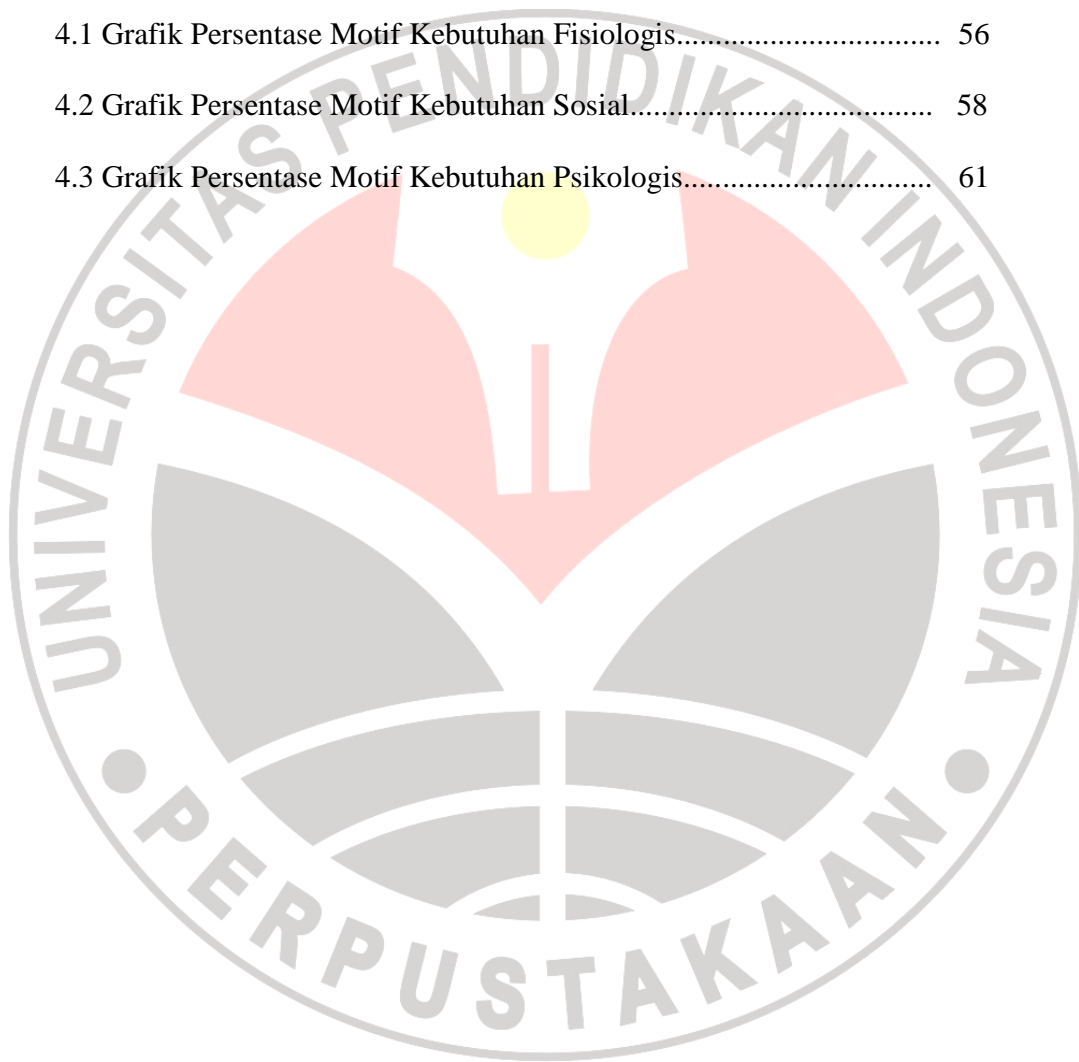 4.1 Grafik Persentase Motif Kebutuhan Fisiologis................................ 56
4.2 Grafik Persentase Motif Kebutuhan Sosial..................................... 58
4.3 Grafik Persentase Motif Kebutuhan Psikologis.............................. 61
UNIVERSITAS PENDIDIKAN INDONESIA
PERPUSTAKAAN